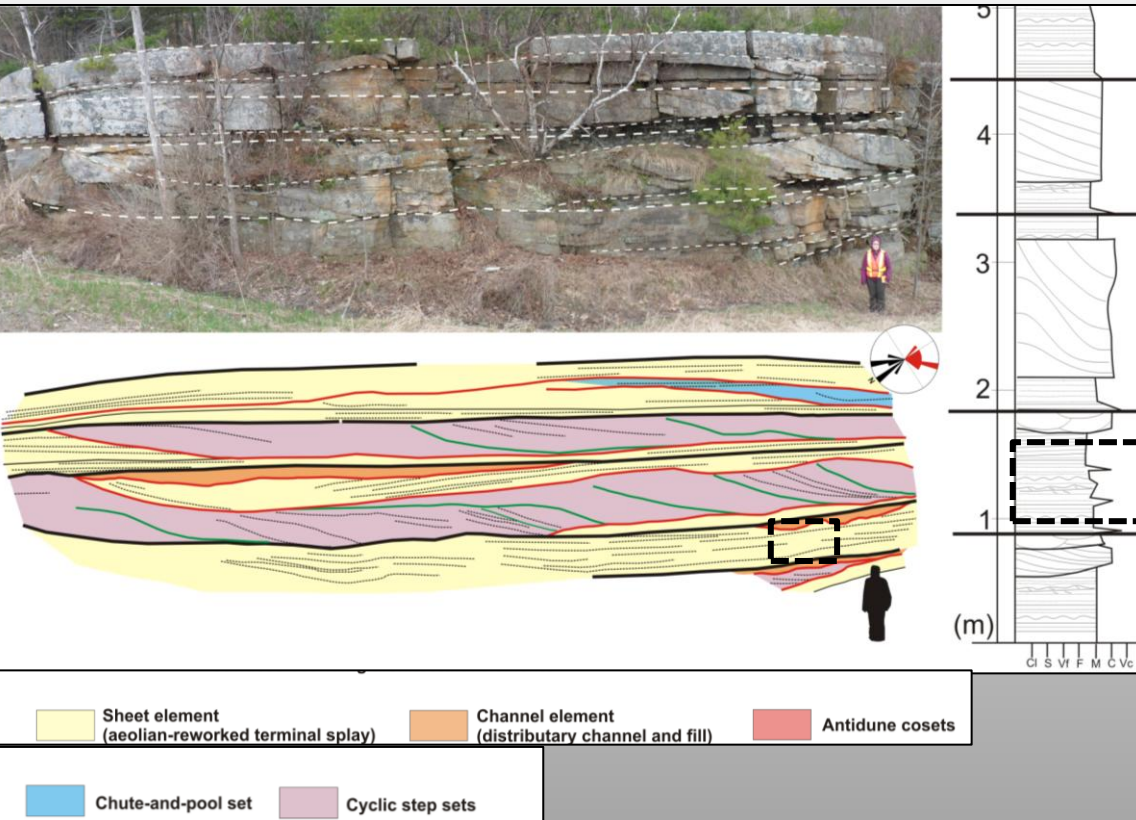 5
4
3
2
1
(m)
Cl S Vf F M C Vc
N
Sheet element
(aeolian-reworked terminal splay)
Channel element
(distributary channel and fill)
Antidune cosets
Chute-and-pool set
Cyclic step sets